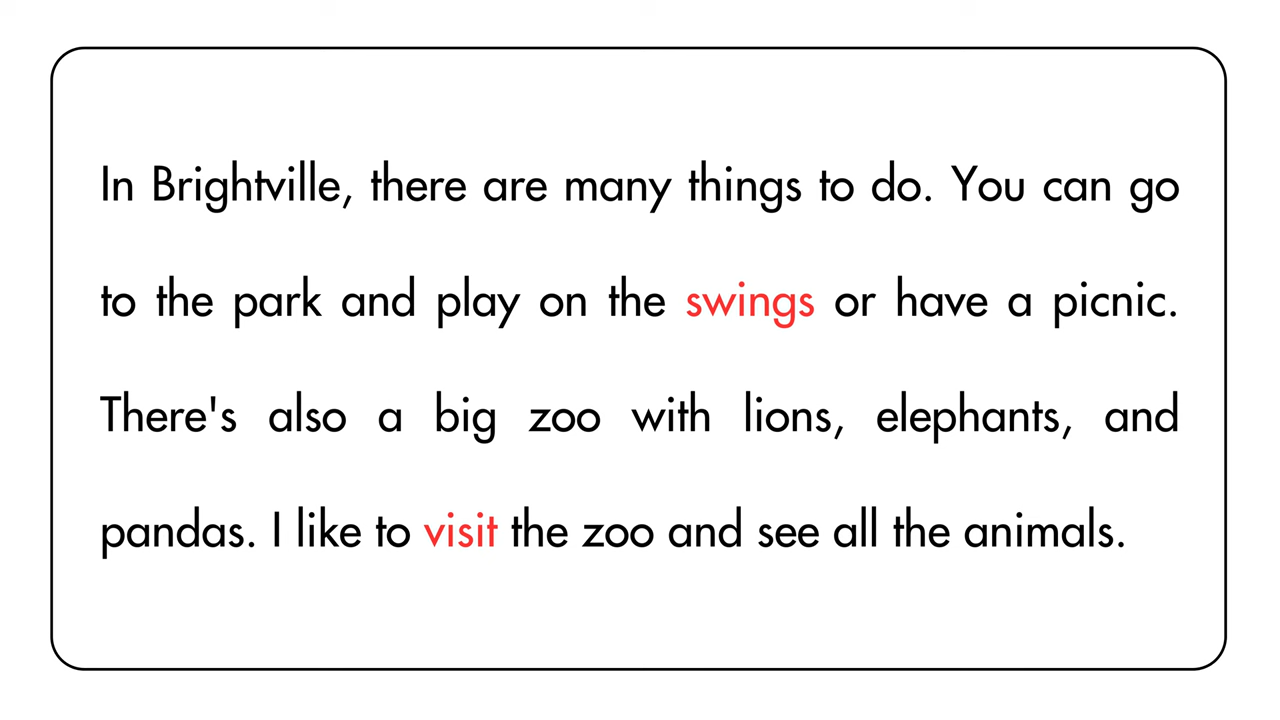 In Brightville, there are many things to do. You can go
to the park and play on the swings or have a picnic.
There's also a big zoo with lions, elephants, and
pandas. I like to visit the zoo and see all the animals.